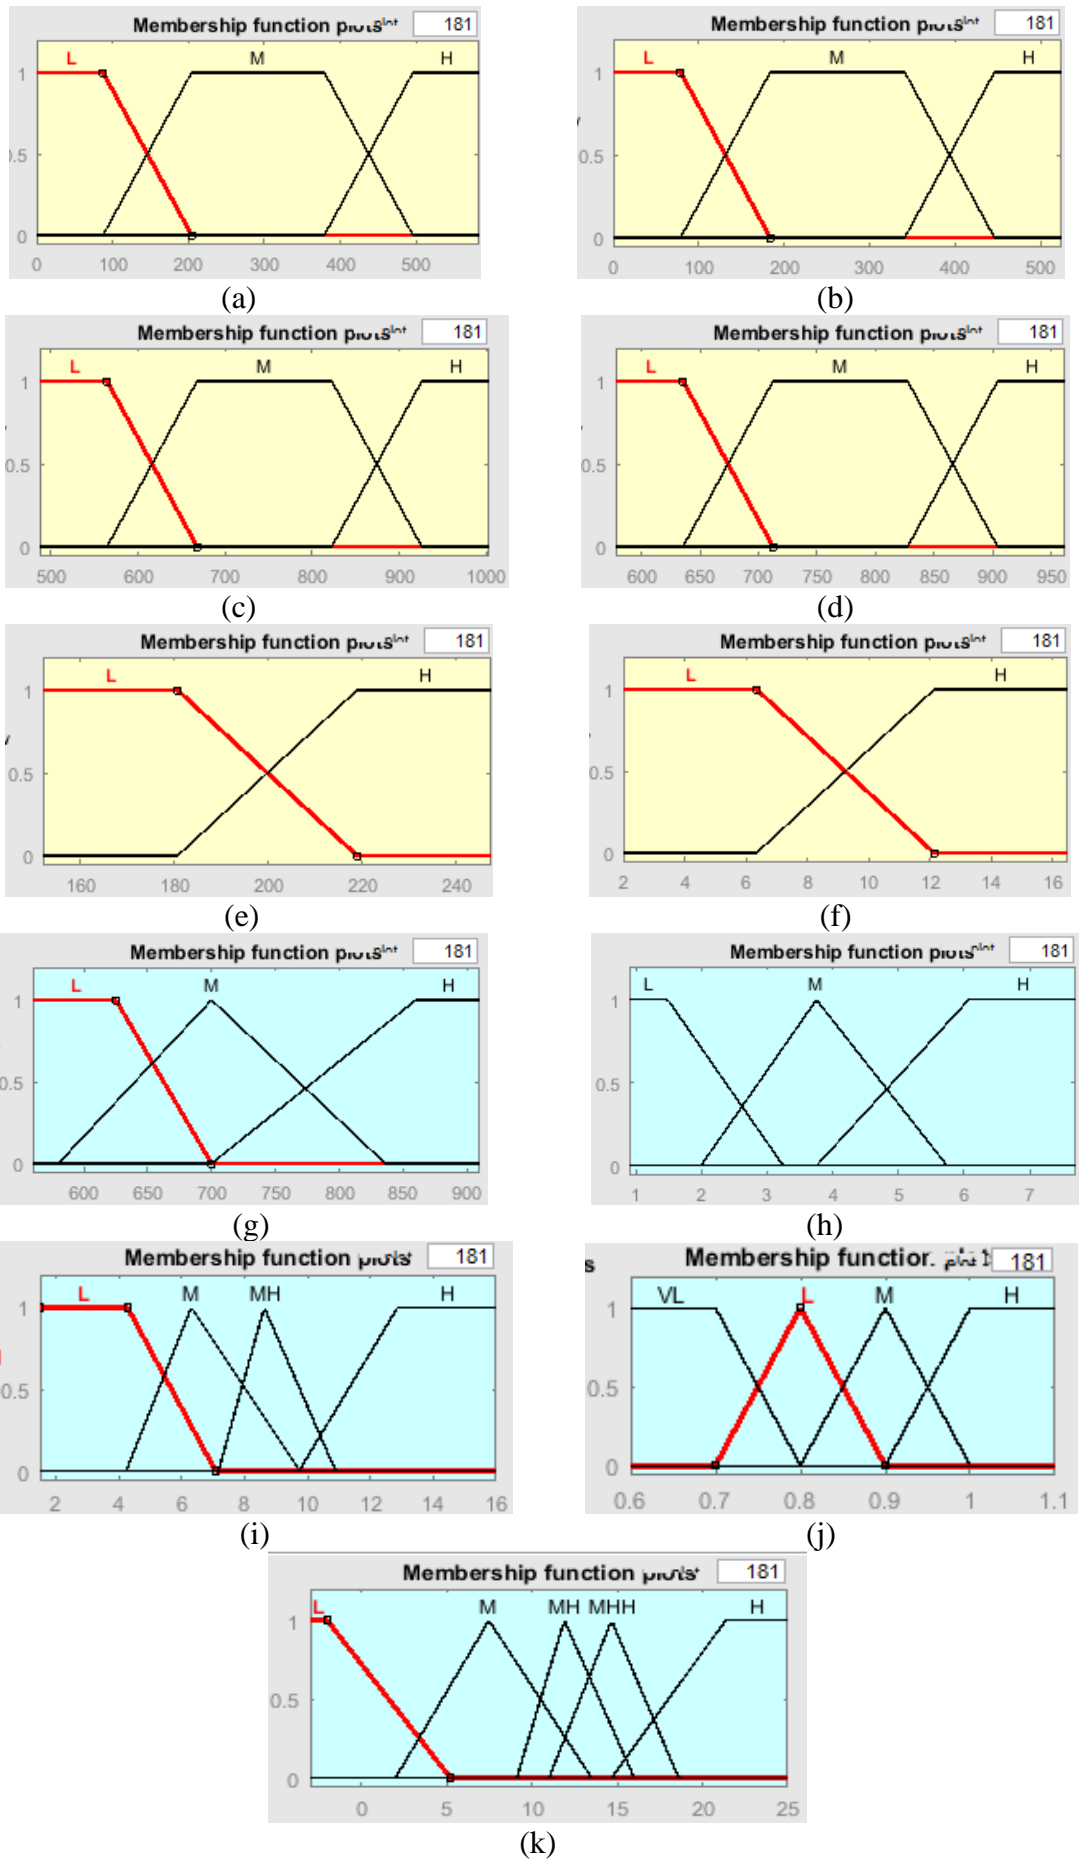 Membership function plots 181
Membership function plots 181
L M H
L M H
1
0.5
0
1
0.5
0
0 100 200 300 400 500
0 100 200 300 400 500
(a)
(b)
Membership function plots 181
Membership function plots 181
L M H
L M H
1
0.5
0
1
0.5
0
500 600 700 800 900 1000
600 650 700 750 800 850 900 950
(c)
(d)
Membership function plots 181
Membership function plots 181
L H
L H
1
0.5
0
1
0.5
0
160 180 200 220 240
2 4 6 8 10 12 14 16
(e)
(f)
Membership function plots 181
Membership function plots 181
L M H
L M H
1
0.5
0
1
0.5
0
600 650 700 750 800 850 900
1 2 3 4 5 6 7
(g)
(h)
Membership function plots 181
s Membership function 181
L M MH H
VL L M H
1
0.5
0
1
0.5
0
2 4 6 8 10 12 14 16
0.6 0.7 0.8 0.9 1 1.1
(i)
(j)
Membership function plots 181
L M MH MHH H
1
0.5
0
0 5 10 15 20 25
(k)